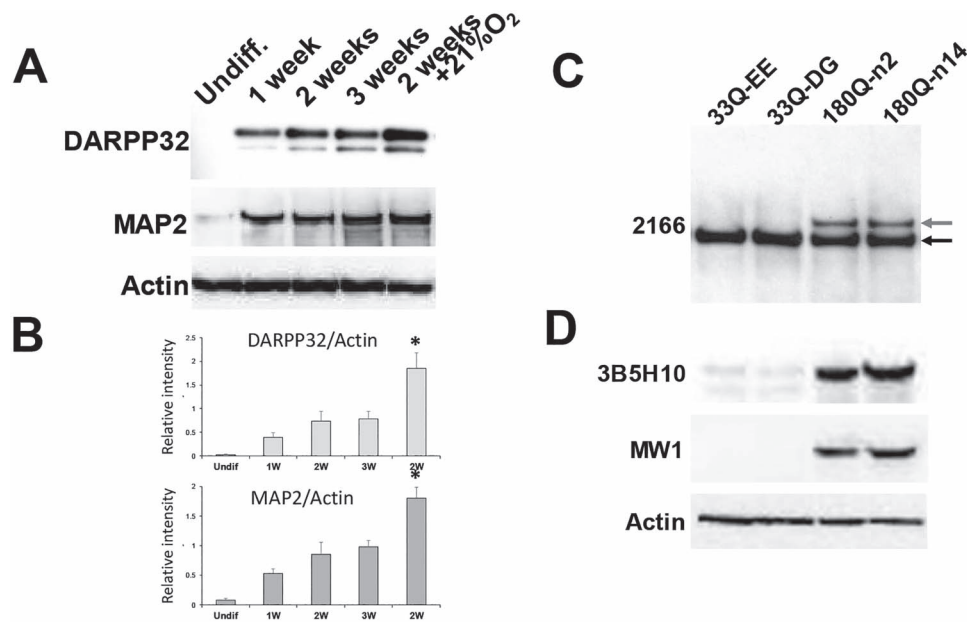 A
Undiff.
1 week
2 weeks
3 weeks
2 weeks
+21%O2
DARPP32
MAP2
Actin
B
DARPP32/Actin
*
Relative intensity
2.5
2
1.5
1
0.5
0
Undif 1W 2W 3W 2W
MAP2/Actin
*
Relative intensity
2
1.5
1
0.5
0
Undif 1W 2W 3W 2W
C
33Q-EE
33Q-DG
180Q-n2
180Q-n14
2166
D
3B5H10
MW1
Actin